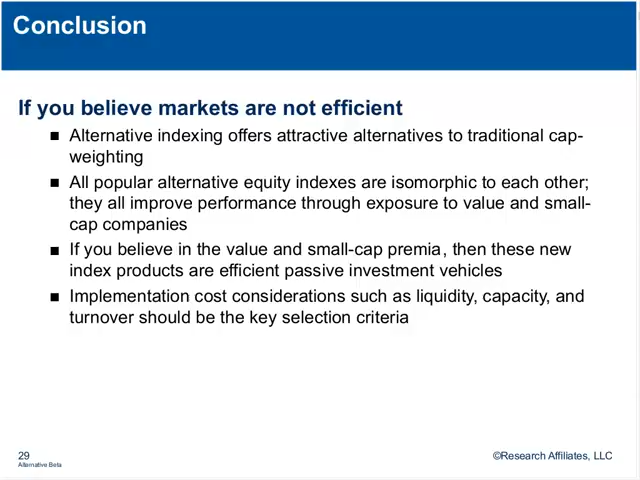 Conclusion
If you believe markets are not efficient
■ Alternative indexing offers attractive alternatives to traditional cap-
weighting
■ All popular alternative equity indexes are isomorphic to each other;
they all improve performance through exposure to value and small-
cap companies
■ If you believe in the value and small-cap premia, then these new
index products are efficient passive investment vehicles
■ Implementation cost considerations such as liquidity, capacity, and
turnover should be the key selection criteria
29
Alternative Beta
©Research Affiliates, LLC